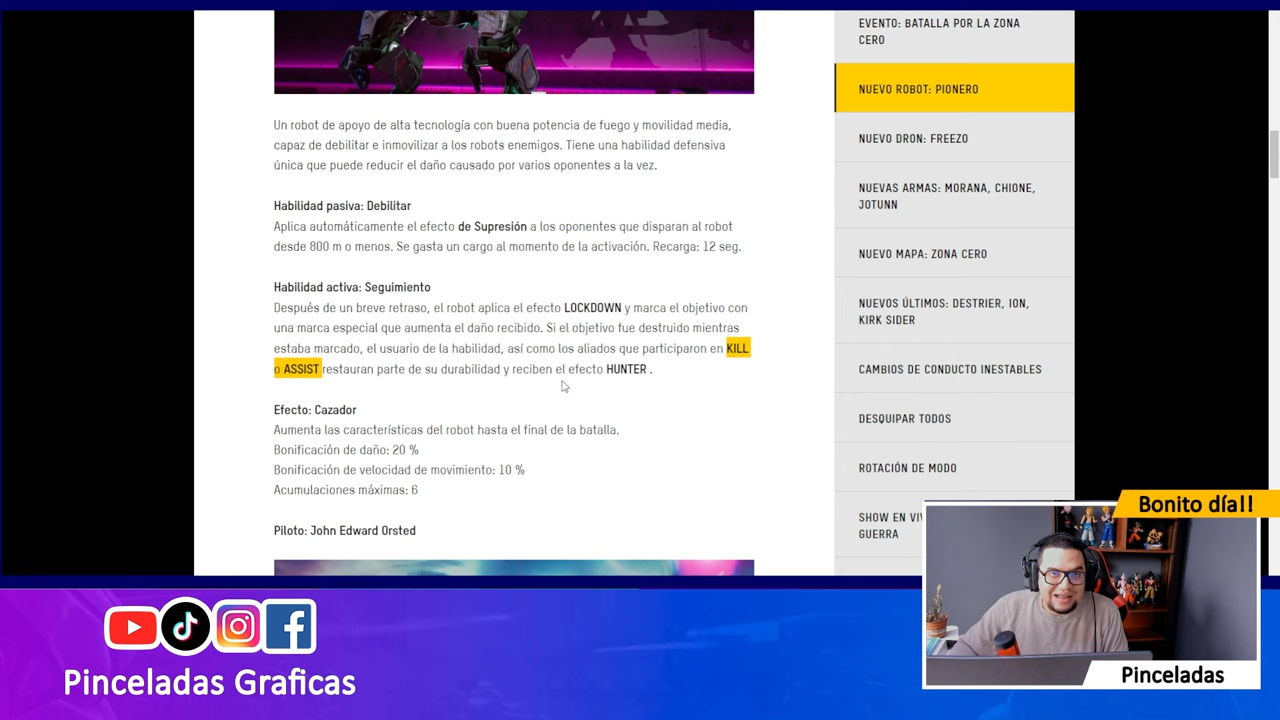 Un robot de apoyo de alta tecnología con buena potencia de fuego y movilidad media,
capaz de debilitar e inmovilizar a los robots enemigos. Tiene una habilidad defensiva
única que puede reducir el daño causado por varios oponentes a la vez.
Habilidad pasiva: Debilitar
Aplica automáticamente el efecto de Supresión a los oponentes que disparan al robot
desde 800 m o menos. Se gasta un cargo al momento de la activación. Recarga: 12 seg.
Habilidad activa: Seguimiento
Después de un breve retraso, el robot aplica el efecto LOCKDOWN y marca el objetivo con
una marca especial que aumenta el daño recibido. Si el objetivo fue destruido mientras
estaba marcado, el usuario de la habilidad, así como los aliados que participaron en KILL
o ASSIST restauran parte de su durabilidad y reciben el efecto HUNTER .
Efecto: Cazador
Aumenta las características del robot hasta el final de la batalla.
Bonificación de daño: 20 %
Bonificación de velocidad de movimiento: 10 %
Acumulaciones máximas: 6
Piloto: John Edward Orsted
EVENTO: BATALLA POR LA ZONA
CERO
NUEVO ROBOT: PIONERO
NUEVO DRON: FREEZO
NUEVAS ARMAS: MORANA, CHIONE,
JOTUNN
NUEVO MAPA: ZONA CERO
NUEVOS ÚLTIMOS: DESTRIER, ION,
KIRK SIDER
CAMBIOS DE CONDUCTO INESTABLES
DESQUIPAR TODOS
ROTACIÓN DE MODO
SHOW EN VIV
GUERRA
Bonito día!!
Pinceladas
Pinceladas Graficas